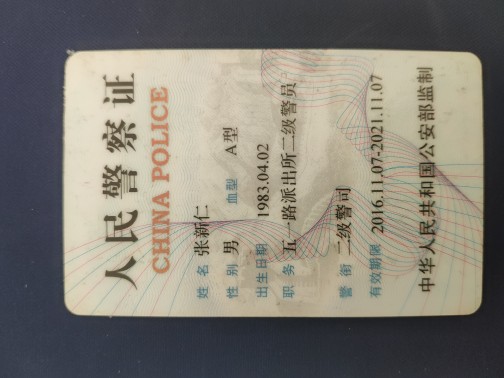 人民警察证
CHINA POLICE
姓 名 张新仁
性 别 男 血型 A型
出生日期 1983.04.02
职 务 五一路派出所二级警员
警 衔 二级警司
有效期限 2016.11.07-2021.11.07
中华人民共和国公安部监制